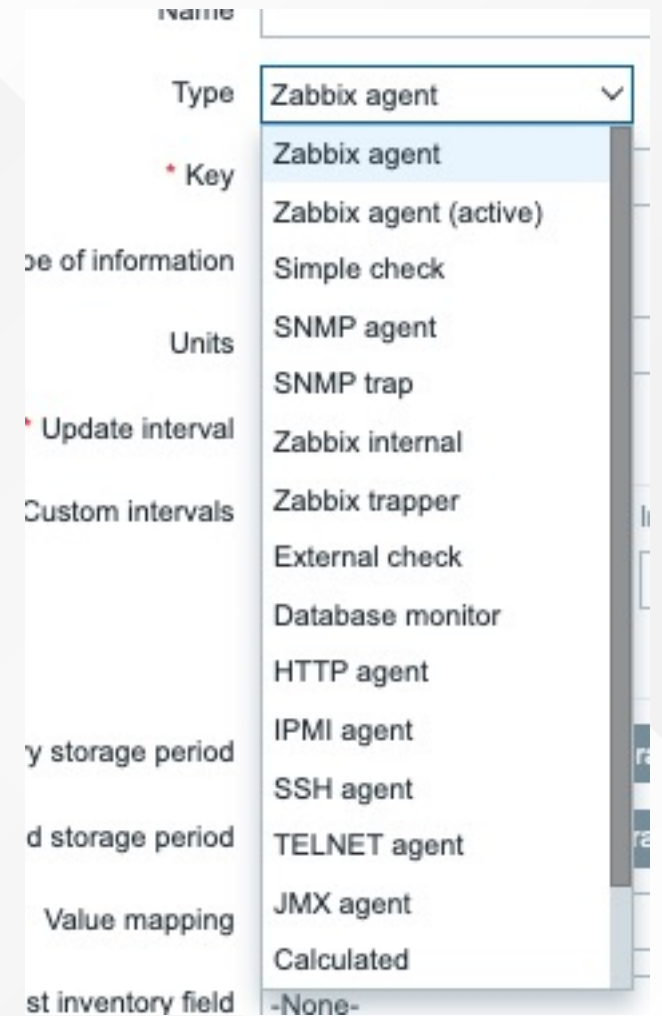 Name
Type Zabbix agent
Zabbix agent
* Key
Zabbix agent (active)
pe of information
Simple check
SNMP agent
Units
SNMP trap
* Update interval
Zabbix internal
Zabbix trapper
Custom intervals
External check
Database monitor
HTTP agent
IPMI agent
y storage period
SSH agent
d storage period
TELNET agent
JMX agent
Value mapping
Calculated
st inventory field -None-